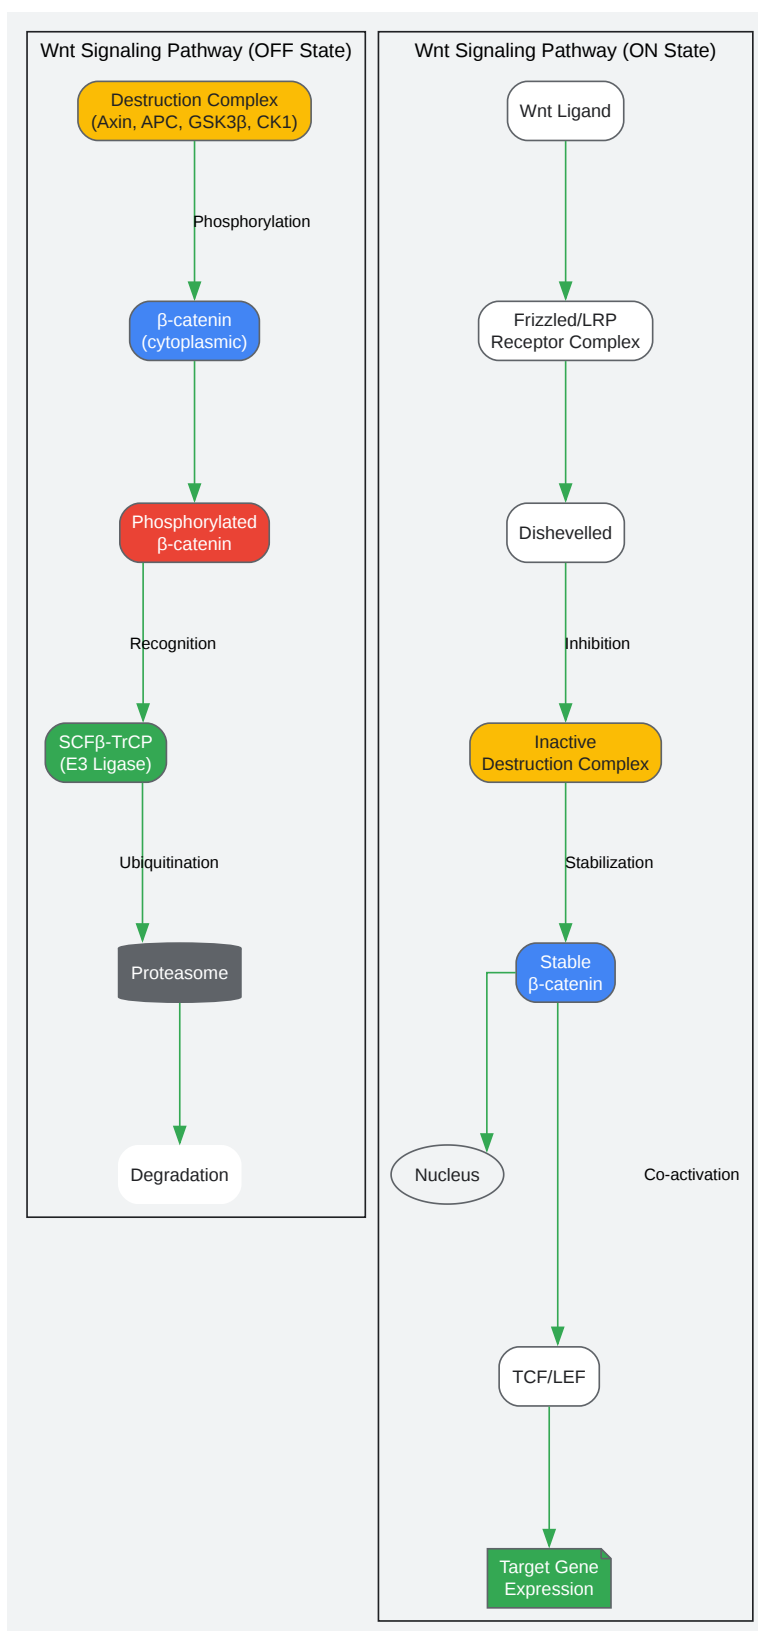 Wnt Signaling Pathway (OFF State)
Destruction Complex
(Axin, APC, GSK3β, CK1)
Phosphorylation
β-catenin
(cytoplasmic)
Phosphorylated
β-catenin
Recognition
SCFβ-TrCP
(E3 Ligase)
Ubiquitination
Proteasome
Degradation
Wnt Signaling Pathway (ON State)
Wnt Ligand
Frizzled/LRP
Receptor Complex
Dishevelled
Inhibition
Inactive
Destruction Complex
Stabilization
Stable
β-catenin
Nucleus
Co-activation
TCF/LEF
Target Gene
Expression